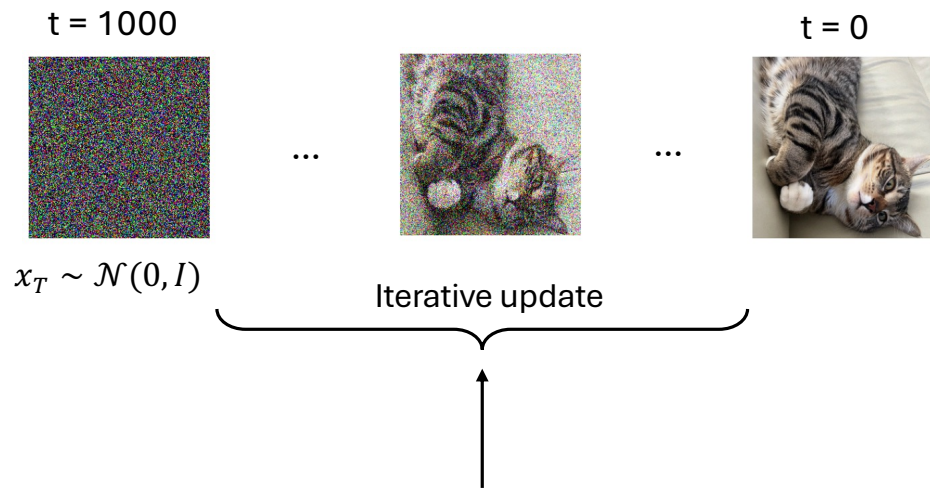 t = 1000
t = 0
...
...
x_T ∼ 𝒩(0, I)
Iterative update